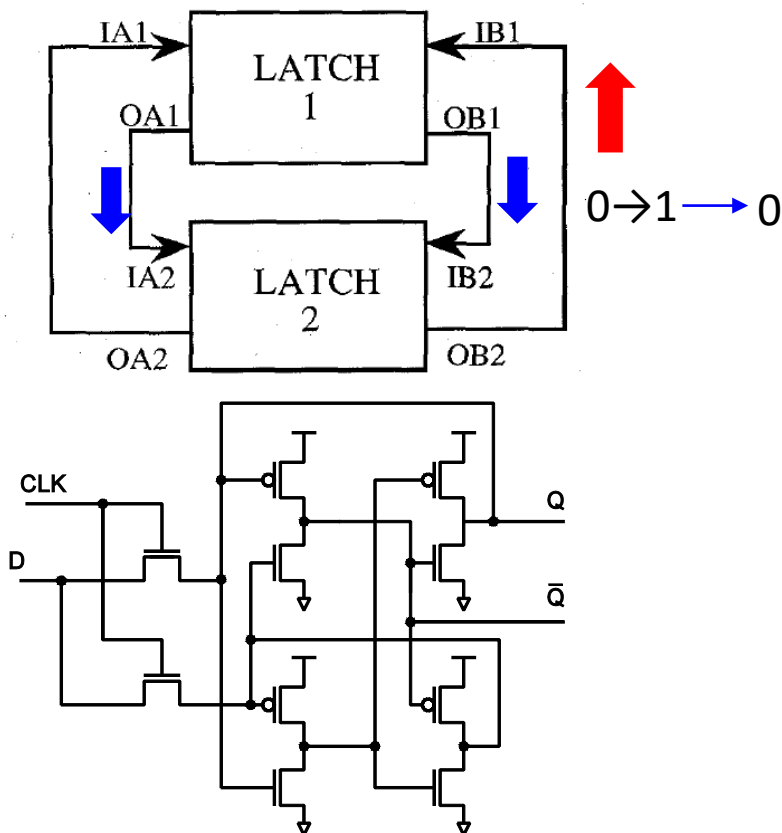 IA1
IB1
LATCH
1
OA1
OB1
0→1→0
IA2
IB2
LATCH
2
OA2
OB2
CLK
Q
D
Q̄